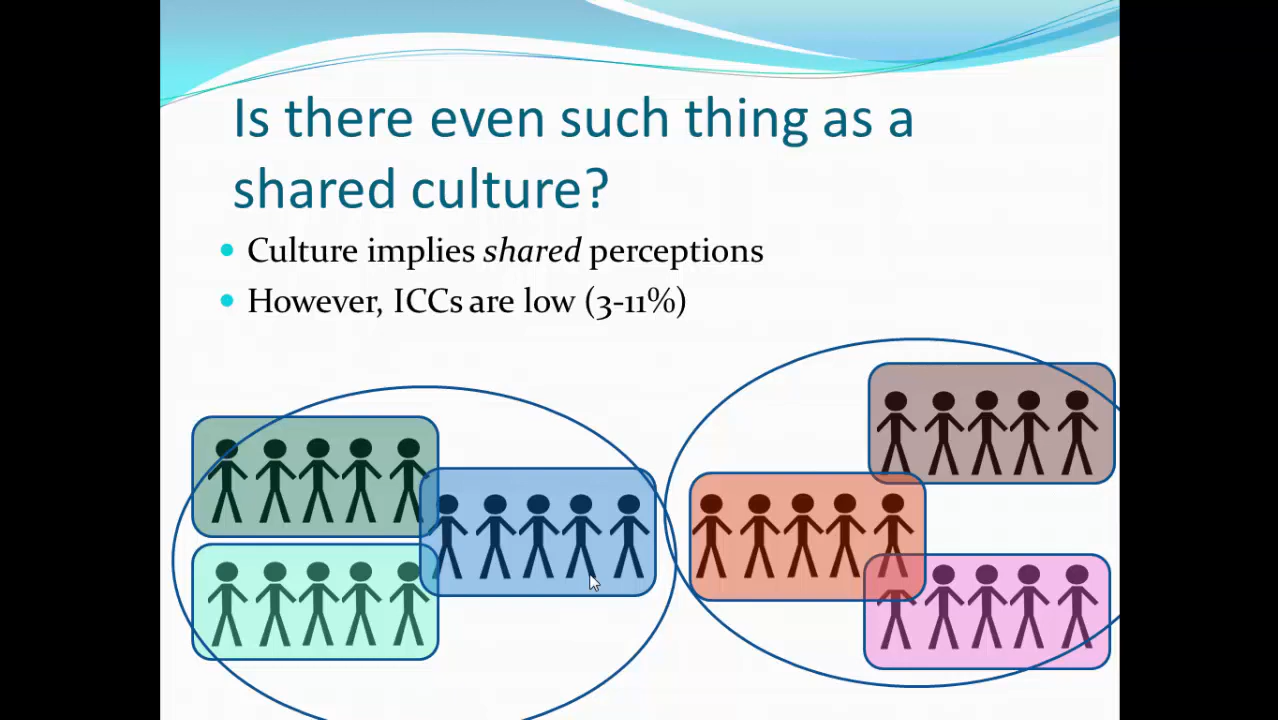 Is there even such thing as a
shared culture?
Culture implies shared perceptions
However, ICCs are low (3-11%)